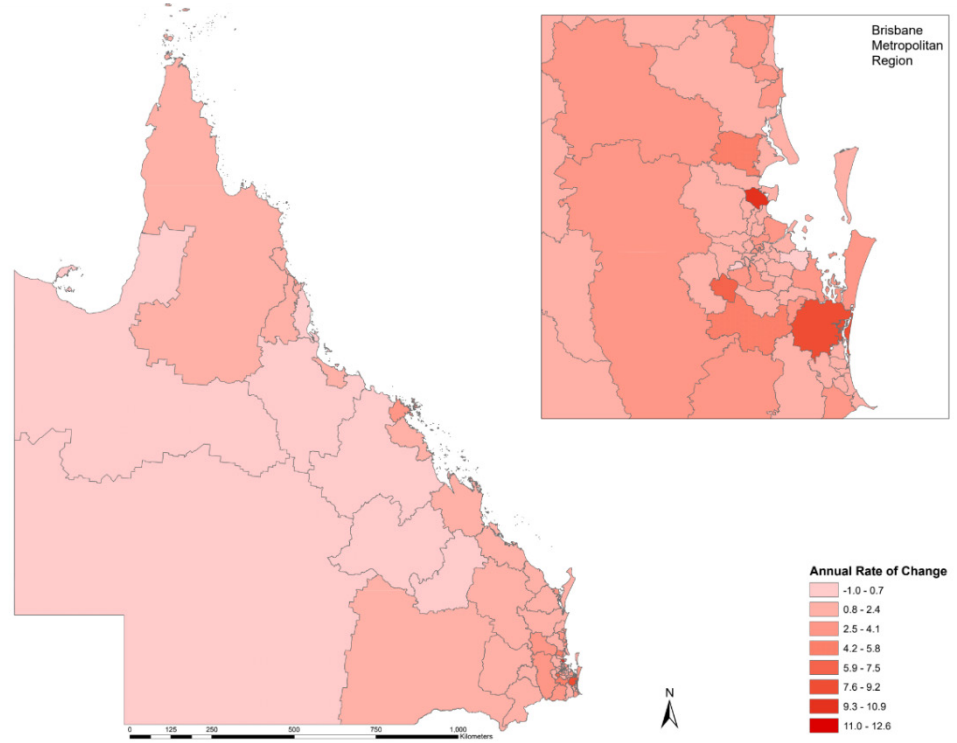 Brisbane
Metropolitan
Region
Annual Rate of Change
-1.0 - 0.7
0.8 - 2.4
2.5 - 4.1
4.2 - 5.8
5.9 - 7.5
7.6 - 9.2
9.3 - 10.9
11.0 - 12.6
N
0 125 250 500 750 1,000
Kilometers